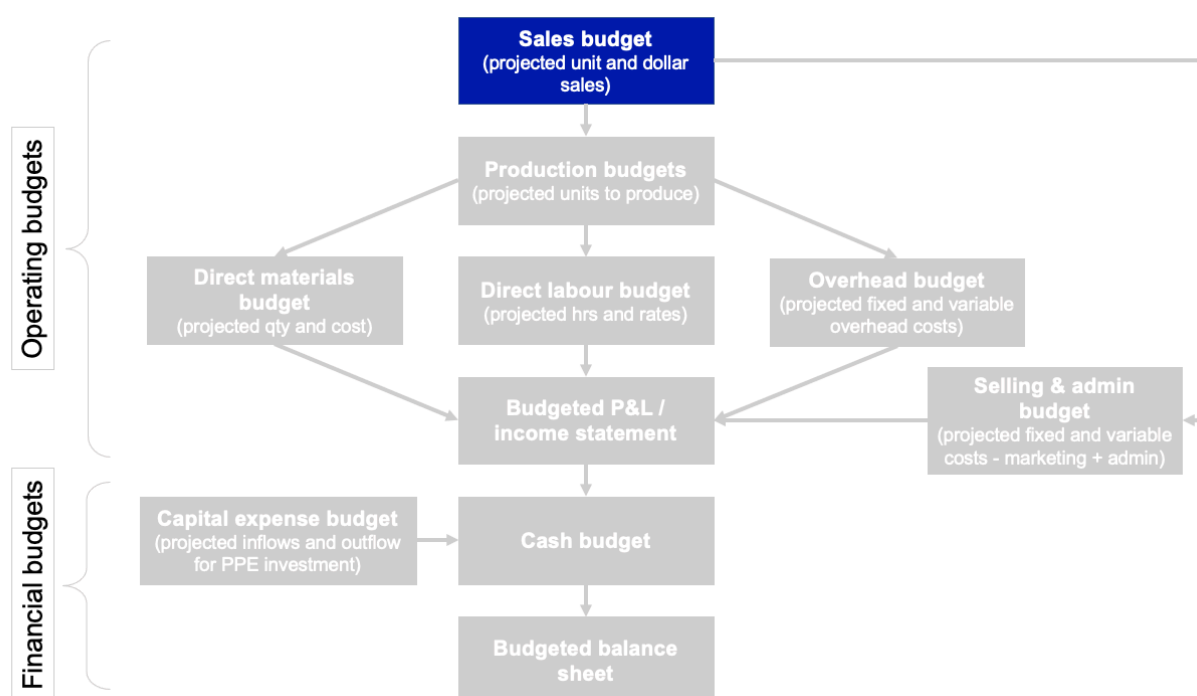 Sales budget
(projected unit and dollar
sales)
Operating budgets
Production budgets
(projected units to produce)
Direct materials
budget
(projected qty and cost)
Direct labour budget
(projected hrs and rates)
Overhead budget
(projected fixed and variable
overhead costs)
Budgeted P&L /
income statement
Selling & admin
budget
(projected fixed and variable
costs - marketing + admin)
Financial budgets
Capital expense budget
(projected inflows and outflow
for PPE investment)
Cash budget
Budgeted balance
sheet